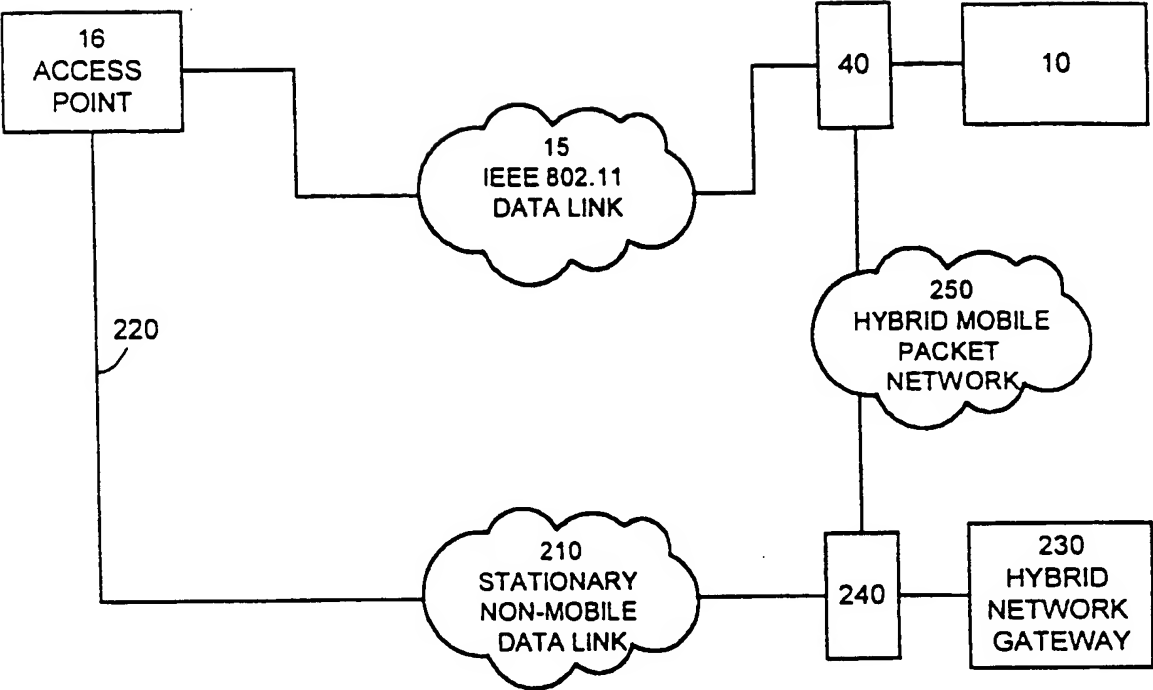 16
ACCESS
POINT
40
10
15
IEEE 802.11
DATA LINK
250
HYBRID MOBILE
PACKET
NETWORK
220
210
STATIONARY
NON-MOBILE
DATA LINK
240
230
HYBRID
NETWORK
GATEWAY